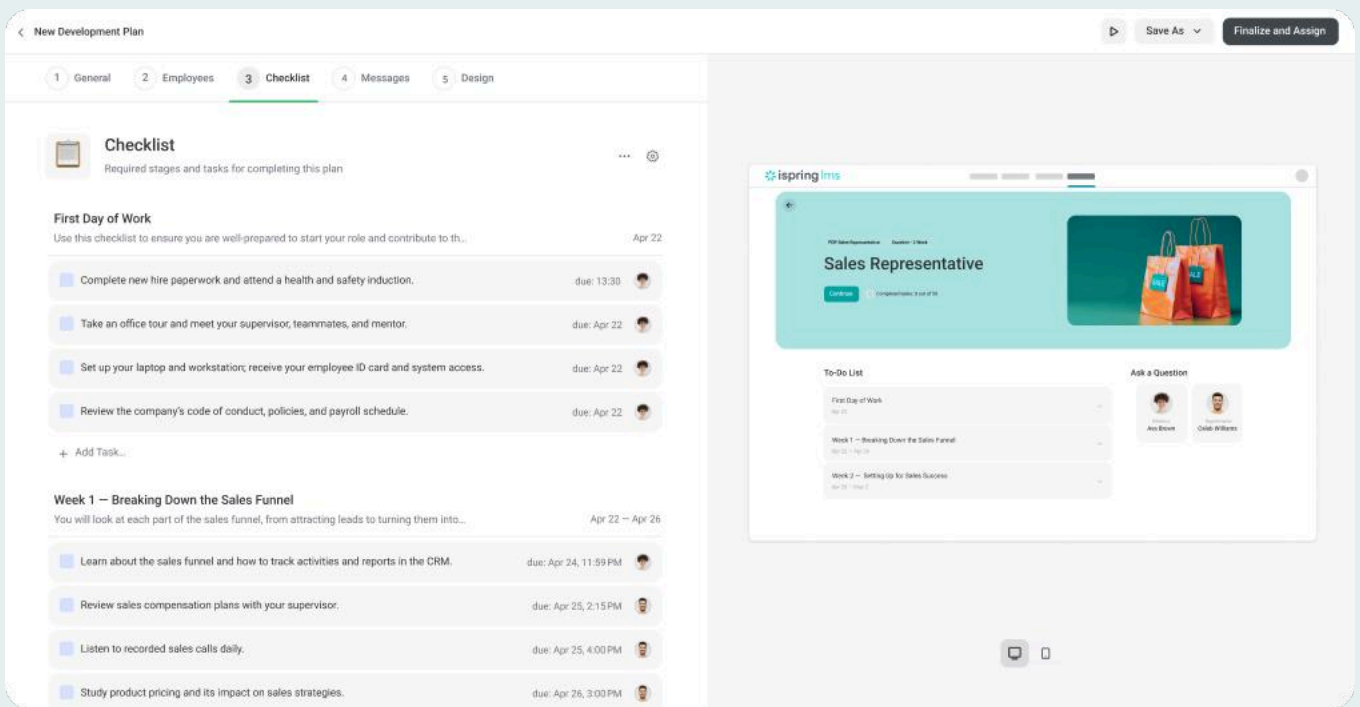 New Development Plan
Save As
Finalize and Assign
1 General
2 Employees
3 Checklist
4 Messages
5 Design
Checklist
Required stages and tasks for completing this plan
First Day of Work
Use this checklist to ensure you are well-prepared to start your role and contribute to th...
Apr 22
Complete new hire paperwork and attend a health and safety induction.
due: 13:30
Take an office tour and meet your supervisor, teammates, and mentor.
due: Apr 22
Set up your laptop and workstation; receive your employee ID card and system access.
due: Apr 22
Review the company's code of conduct, policies, and payroll schedule.
due: Apr 22
+ Add Task...
Week 1 — Breaking Down the Sales Funnel
You will look at each part of the sales funnel, from attracting leads to turning them into...
Apr 22 — Apr 26
Learn about the sales funnel and how to track activities and reports in the CRM.
due: Apr 24, 11:59 PM
Review sales compensation plans with your supervisor.
due: Apr 25, 2:15 PM
Listen to recorded sales calls daily.
due: Apr 25, 4:00 PM
Study product pricing and its impact on sales strategies.
due: Apr 26, 3:00 PM
ispring lms
Sales Representative
Continue
SALE
To-Do List
First Day of Work
Week 1 — Breaking Down the Sales Funnel
Week 2 — Setting Up for Sales Success
Ask a Question
Ava Brown
Caleb Williams